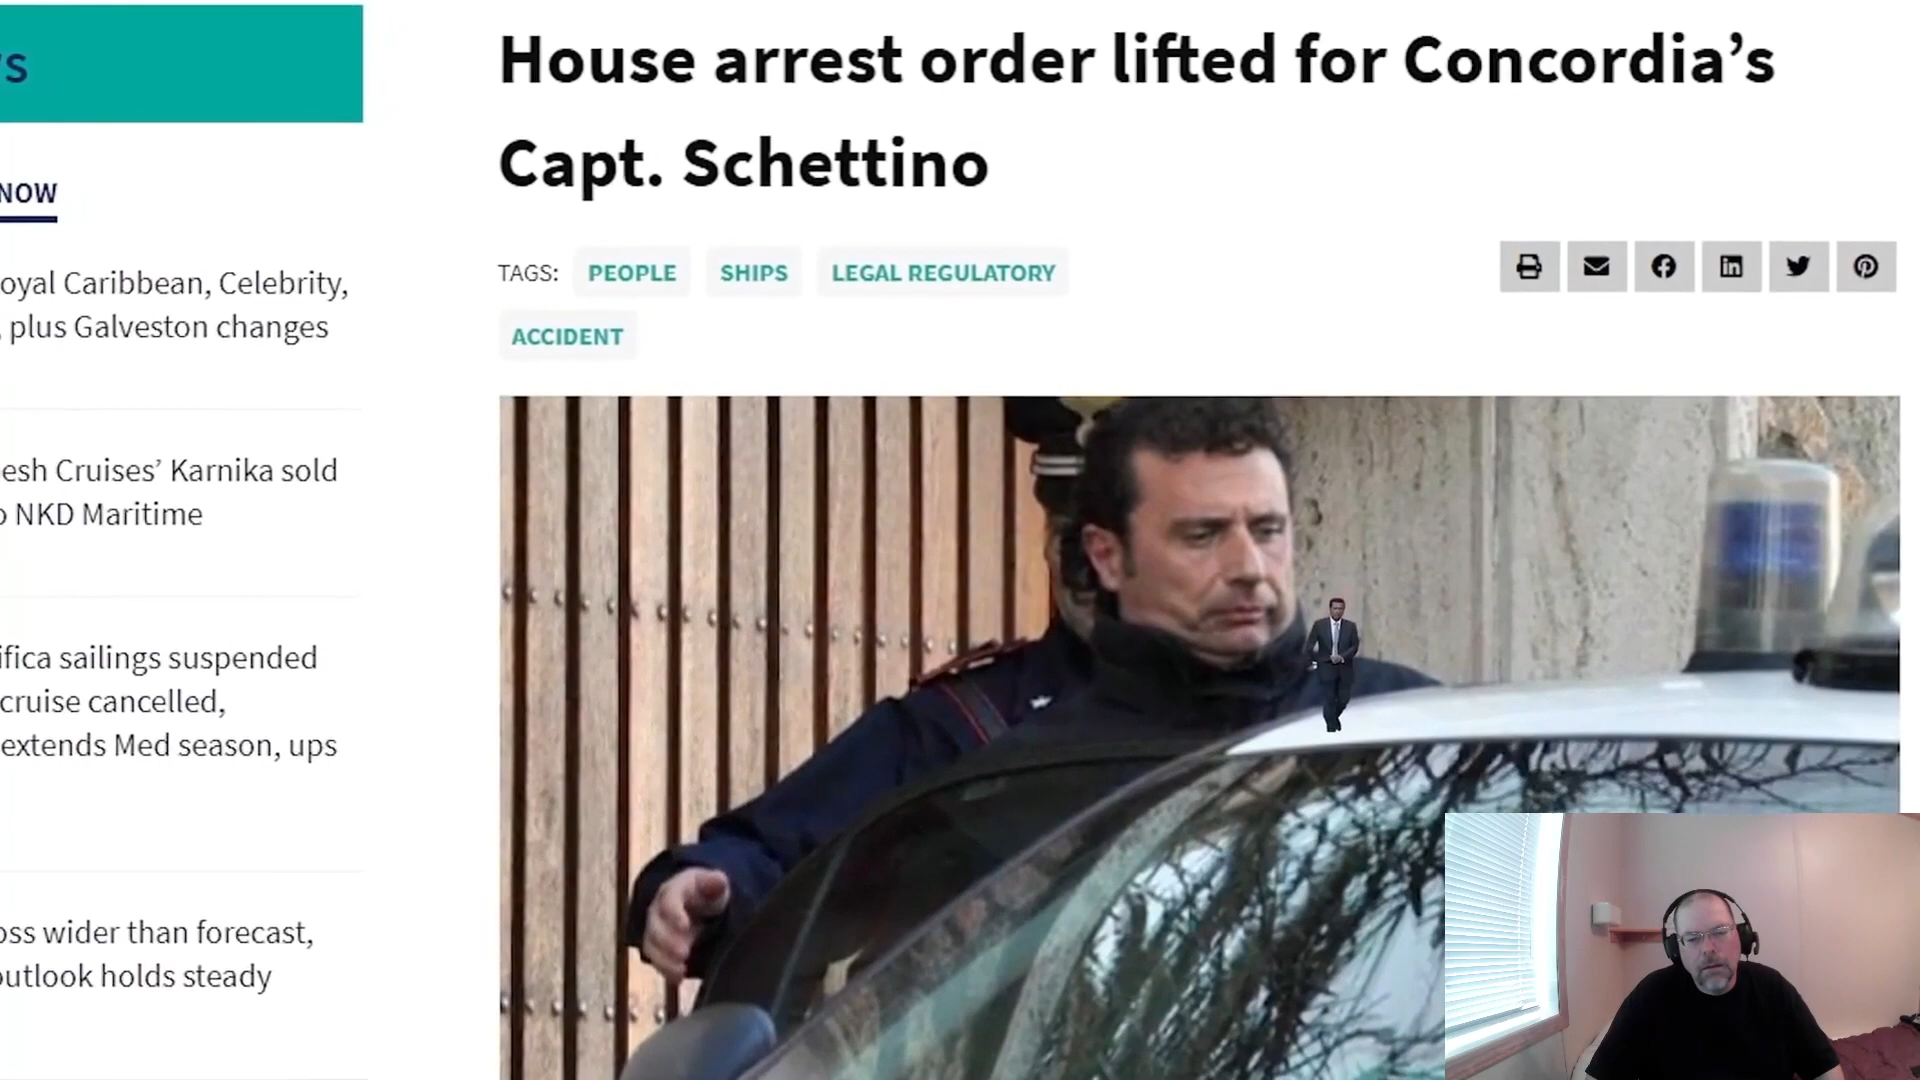 NOW
oyal Caribbean, Celebrity,
, plus Galveston changes
esh Cruises’ Karnika sold
o NKD Maritime
ifica sailings suspended
cruise cancelled,
extends Med season, ups
oss wider than forecast,
outlook holds steady
House arrest order lifted for Concordia’s
Capt. Schettino
TAGS: PEOPLE SHIPS LEGAL REGULATORY
ACCIDENT